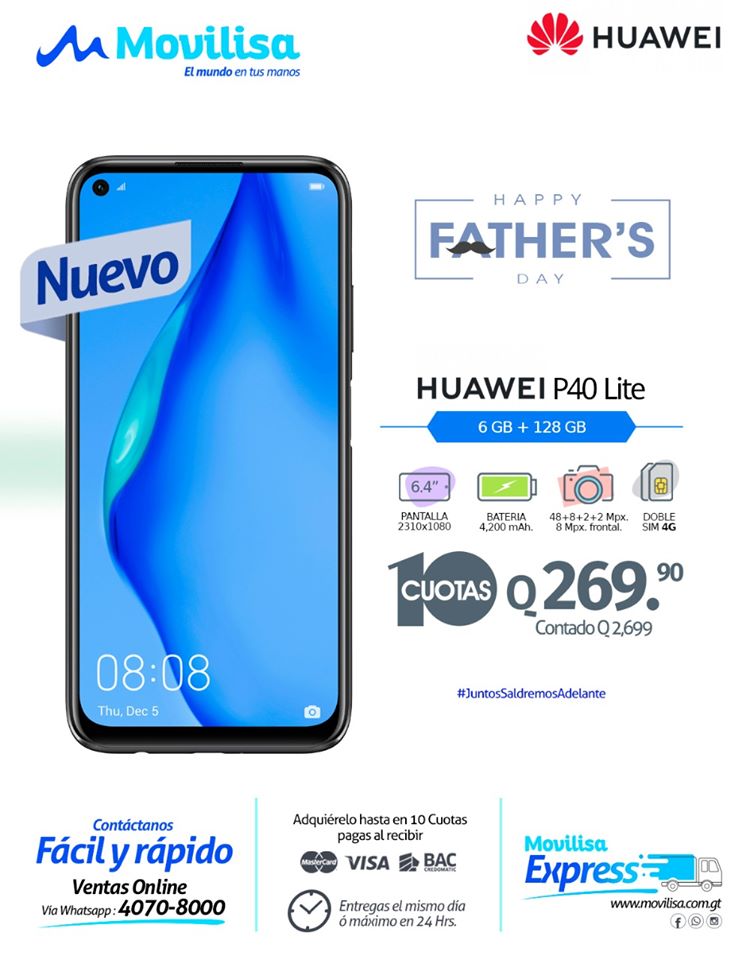 Movilisa
El mundo en tus manos
HUAWEI
Nuevo
HAPPY
FATHER'S
DAY
HUAWEI P40 Lite
6 GB + 128 GB
6.4”
PANTALLA
2310x1080
BATERIA
4,200 mAh.
48+8+2+2 Mpx.
8 Mpx. frontal.
DOBLE
SIM 4G
10 CUOTAS Q 269.90
Contado Q 2,699
08:08
Thu, Dec 5
#JuntosSaldremosAdelante
Contáctanos
Fácil y rápido
Ventas Online
Vía Whatsapp : 4070-8000
Adquiérelo hasta en 10 Cuotas
pagas al recibir
MasterCard VISA BAC
CREDOMATIC
Entregas el mismo día
ó máximo en 24 Hrs.
Movilisa
Express
www.movilisa.com.gt